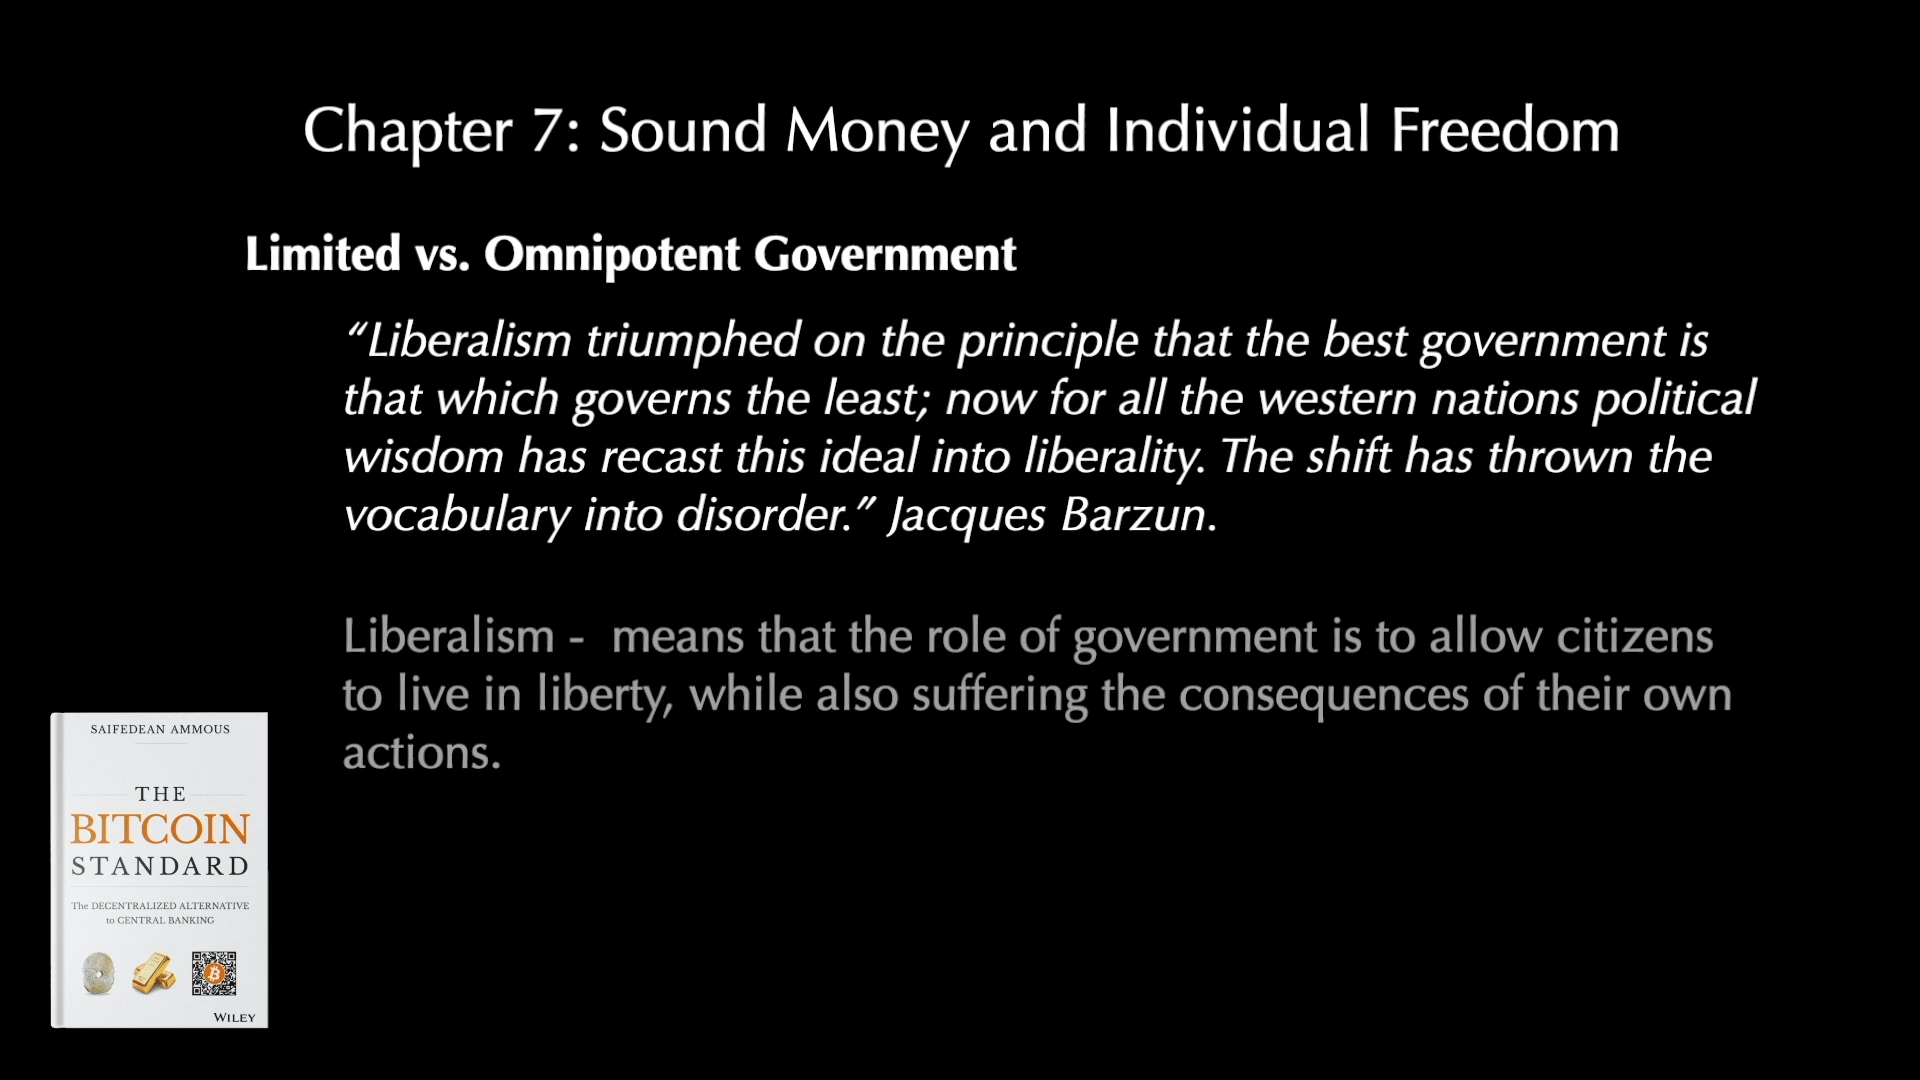 Chapter 7: Sound Money and Individual Freedom
Limited vs. Omnipotent Government
“Liberalism triumphed on the principle that the best government is
that which governs the least; now for all the western nations political
wisdom has recast this ideal into liberality. The shift has thrown the
vocabulary into disorder.” Jacques Barzun.
Liberalism -  means that the role of government is to allow citizens
to live in liberty, while also suffering the consequences of their own
actions.
SAIFEDEAN AMMOUS
THE
BITCOIN
STANDARD
The DECENTRALIZED ALTERNATIVE
to CENTRAL BANKING
WILEY